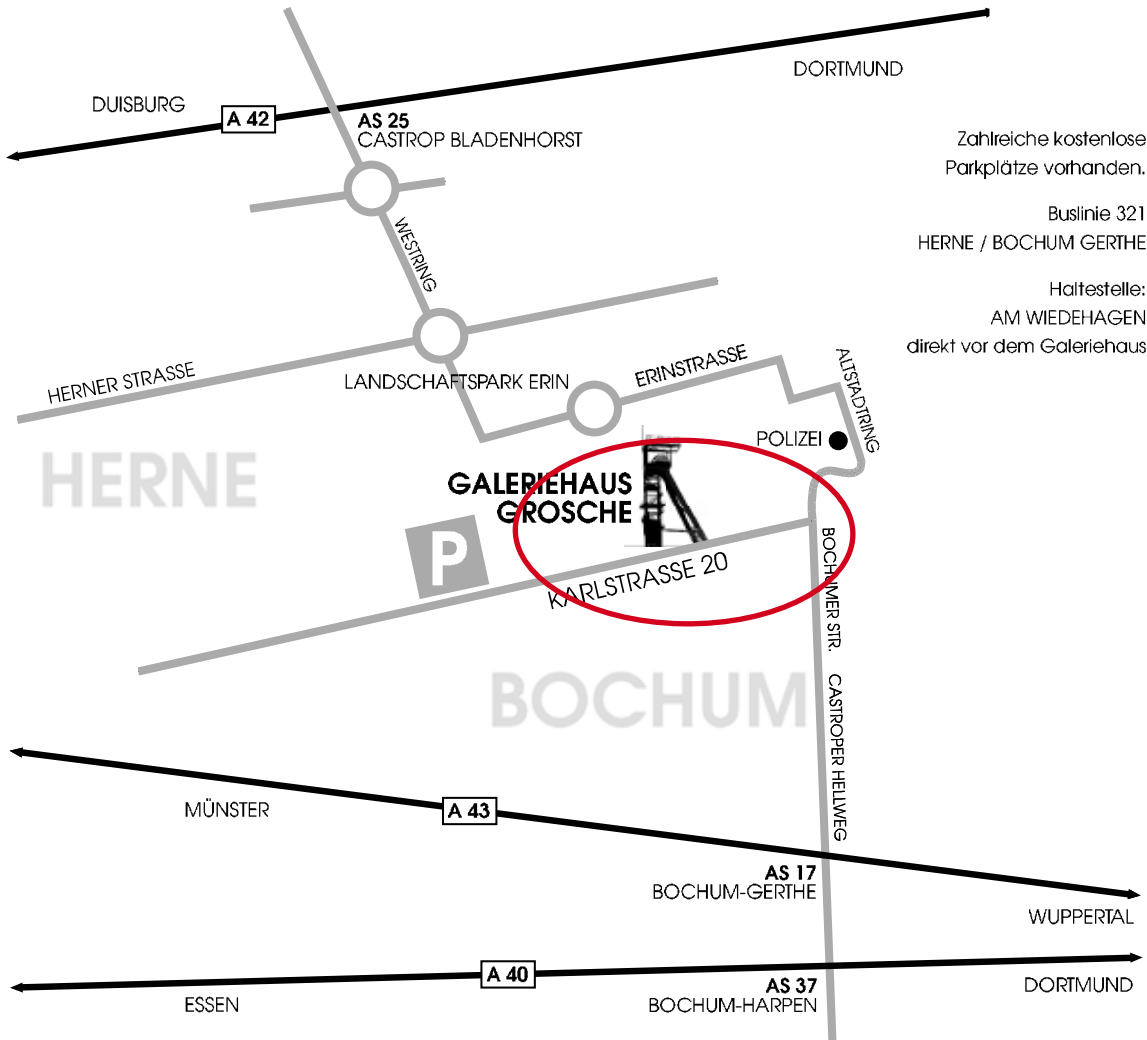 DORTMUND
DUISBURG
A 42
AS 25
CASTROP BLADENHORST
Zahlreiche kostenlose
Parkplätze vorhanden.
Buslinie 321
HERNE / BOCHUM GERTHE
Haltestelle:
AM WIEDEHAGEN
direkt vor dem Galeriehaus
WESTRING
HERNER STRASSE
LANDSCHAFTSPARK ERIN
ERINSTRASSE
ALTSTADTRING
POLIZEI
HERNE
GALERIEHAUS
GROSCHE
P
KARLSTRASSE 20
BOCHUMER STR.
CASTROPER HELLWEG
BOCHUM
MÜNSTER
A 43
AS 17
BOCHUM-GERTHE
WUPPERTAL
A 40
ESSEN
AS 37
BOCHUM-HARPEN
DORTMUND